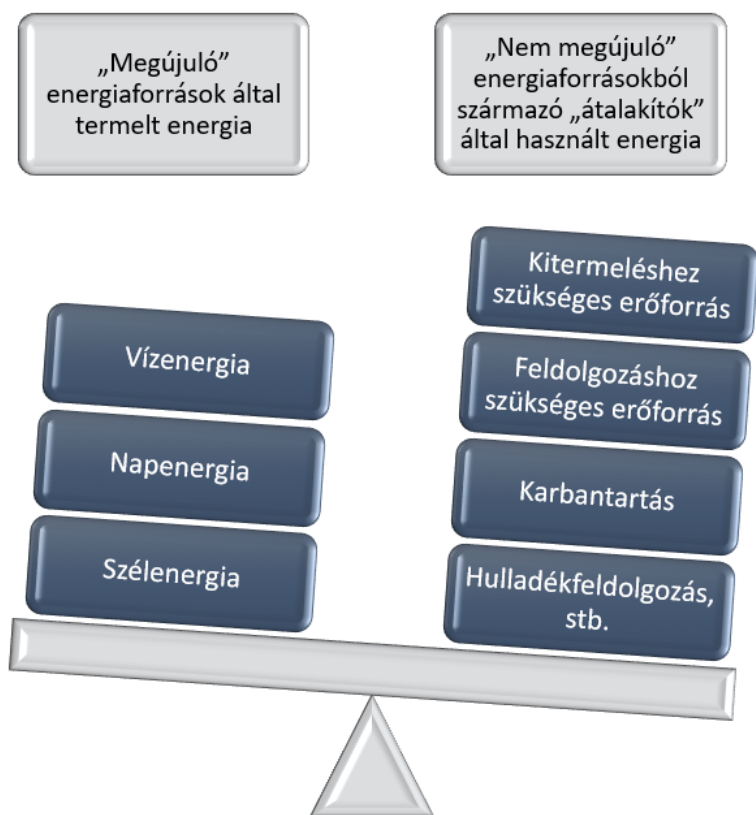 „Megújuló”
energiaforrások által
termelt energia
„Nem megújuló”
energiaforrásokból
származó „átalakítók”
által használt energia
Vízenergia
Napenergia
Szélenergia
Kitermeléshez
szükséges erőforrás
Feldolgozáshoz
szükséges erőforrás
Karbantartás
Hulladékfeldolgozás,
stb.